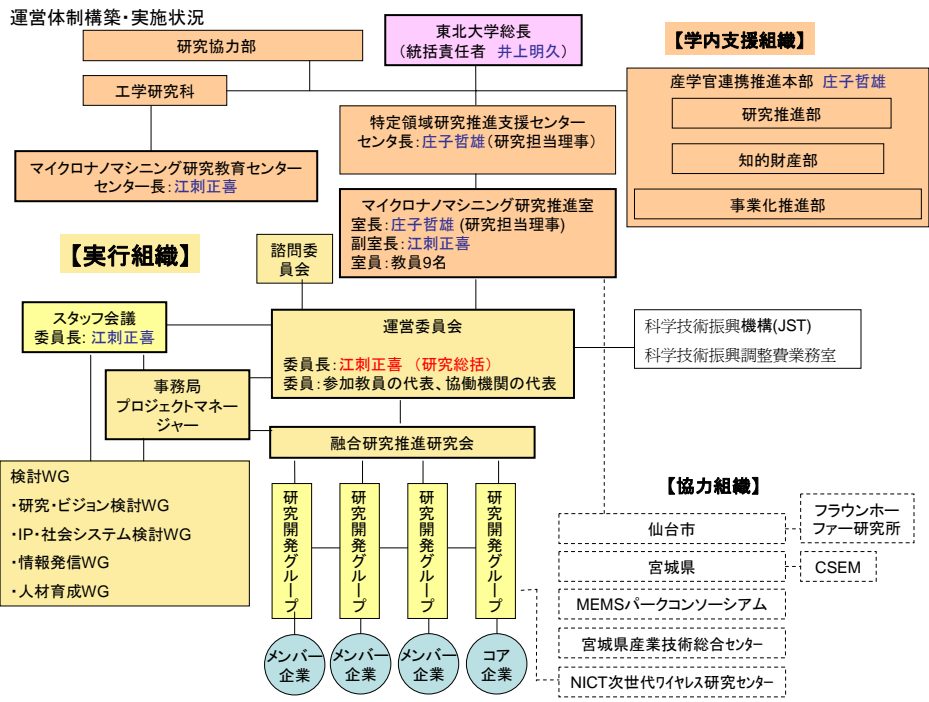 運営体制構築・実施状況
東北大学総長
(統括責任者 井上明久)
【学内支援組織】
研究協力部
工学研究科
産学官連携推進本部 庄子哲雄
研究推進部
知的財産部
事業化推進部
特定領域研究推進支援センター
センタ長:庄子哲雄(研究担当理事)
マイクロナノマシニング研究教育センター
センター長:江刺正喜
マイクロナノマシニング研究推進室
室長:庄子哲雄 (研究担当理事)
副室長:江刺正喜
室員:教員9名
【実行組織】
諮問委
員会
スタッフ会議
委員長: 江刺正喜
運営委員会
委員長:江刺正喜 (研究総括)
委員:参加教員の代表、協働機関の代表
科学技術振興機構(JST)
科学技術振興調整費業務室
事務局
プロジェクトマネー
ジャー
融合研究推進研究会
検討WG
・研究・ビジョン検討WG
・IP・社会システム検討WG
・情報発信WG
・人材育成WG
研究開発グループ
研究開発グループ
研究開発グループ
研究開発グループ
メンバー
企業
メンバー
企業
メンバー
企業
コア
企業
【協力組織】
仙台市
フラウンホー
ファー研究所
宮城県
CSEM
MEMSパークコンソーシアム
宮城県産業技術総合センター
NICT次世代ワイヤレス研究センター